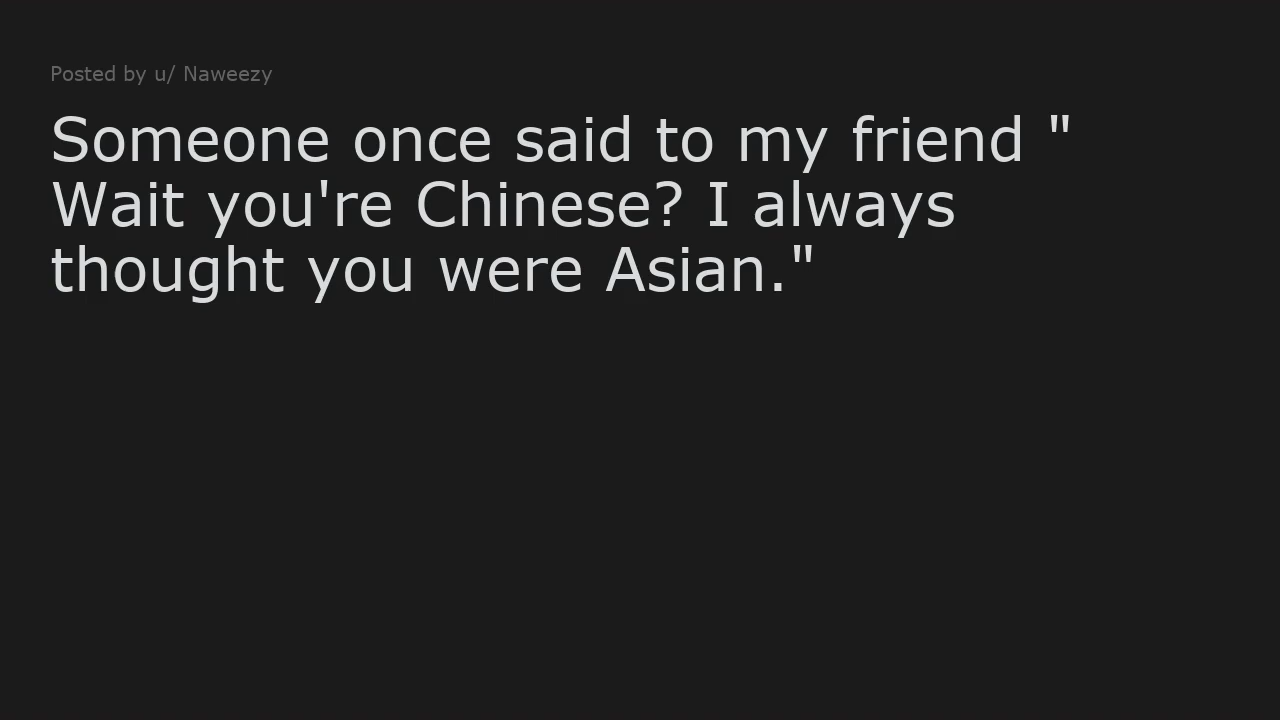 Posted by u/ Naweezy
Someone once said to my friend "
Wait you're Chinese? I always
thought you were Asian."